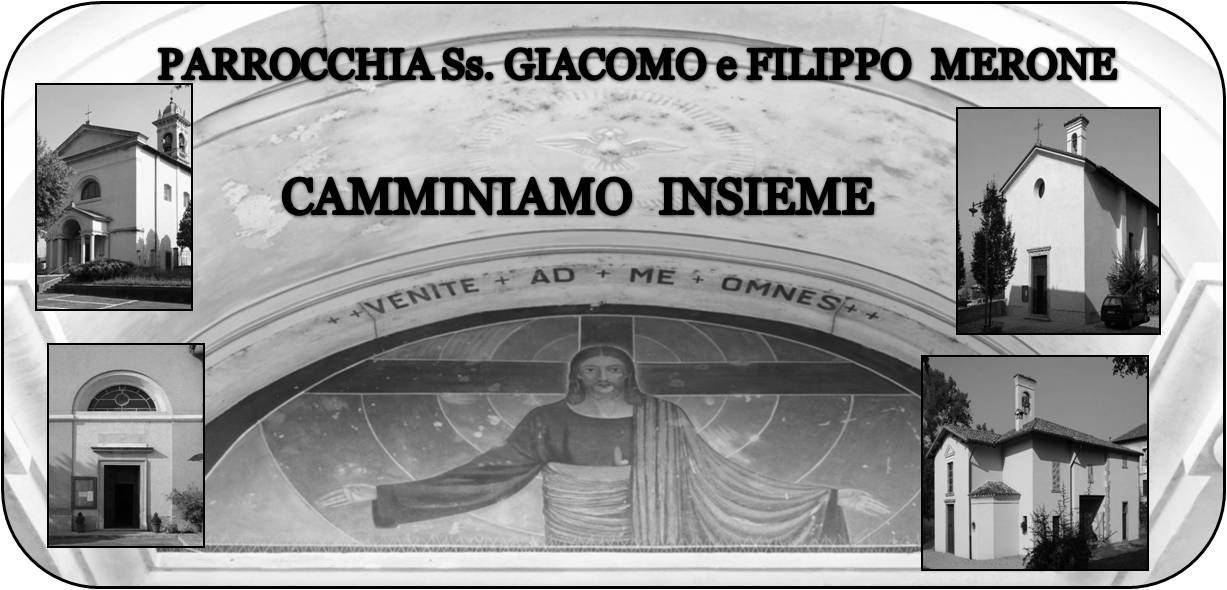 PARROCCHIA Ss. GIACOMO e FILIPPO MERONE
CAMMINIAMO INSIEME
+ + VENITE + AD + ME + OMNES + +